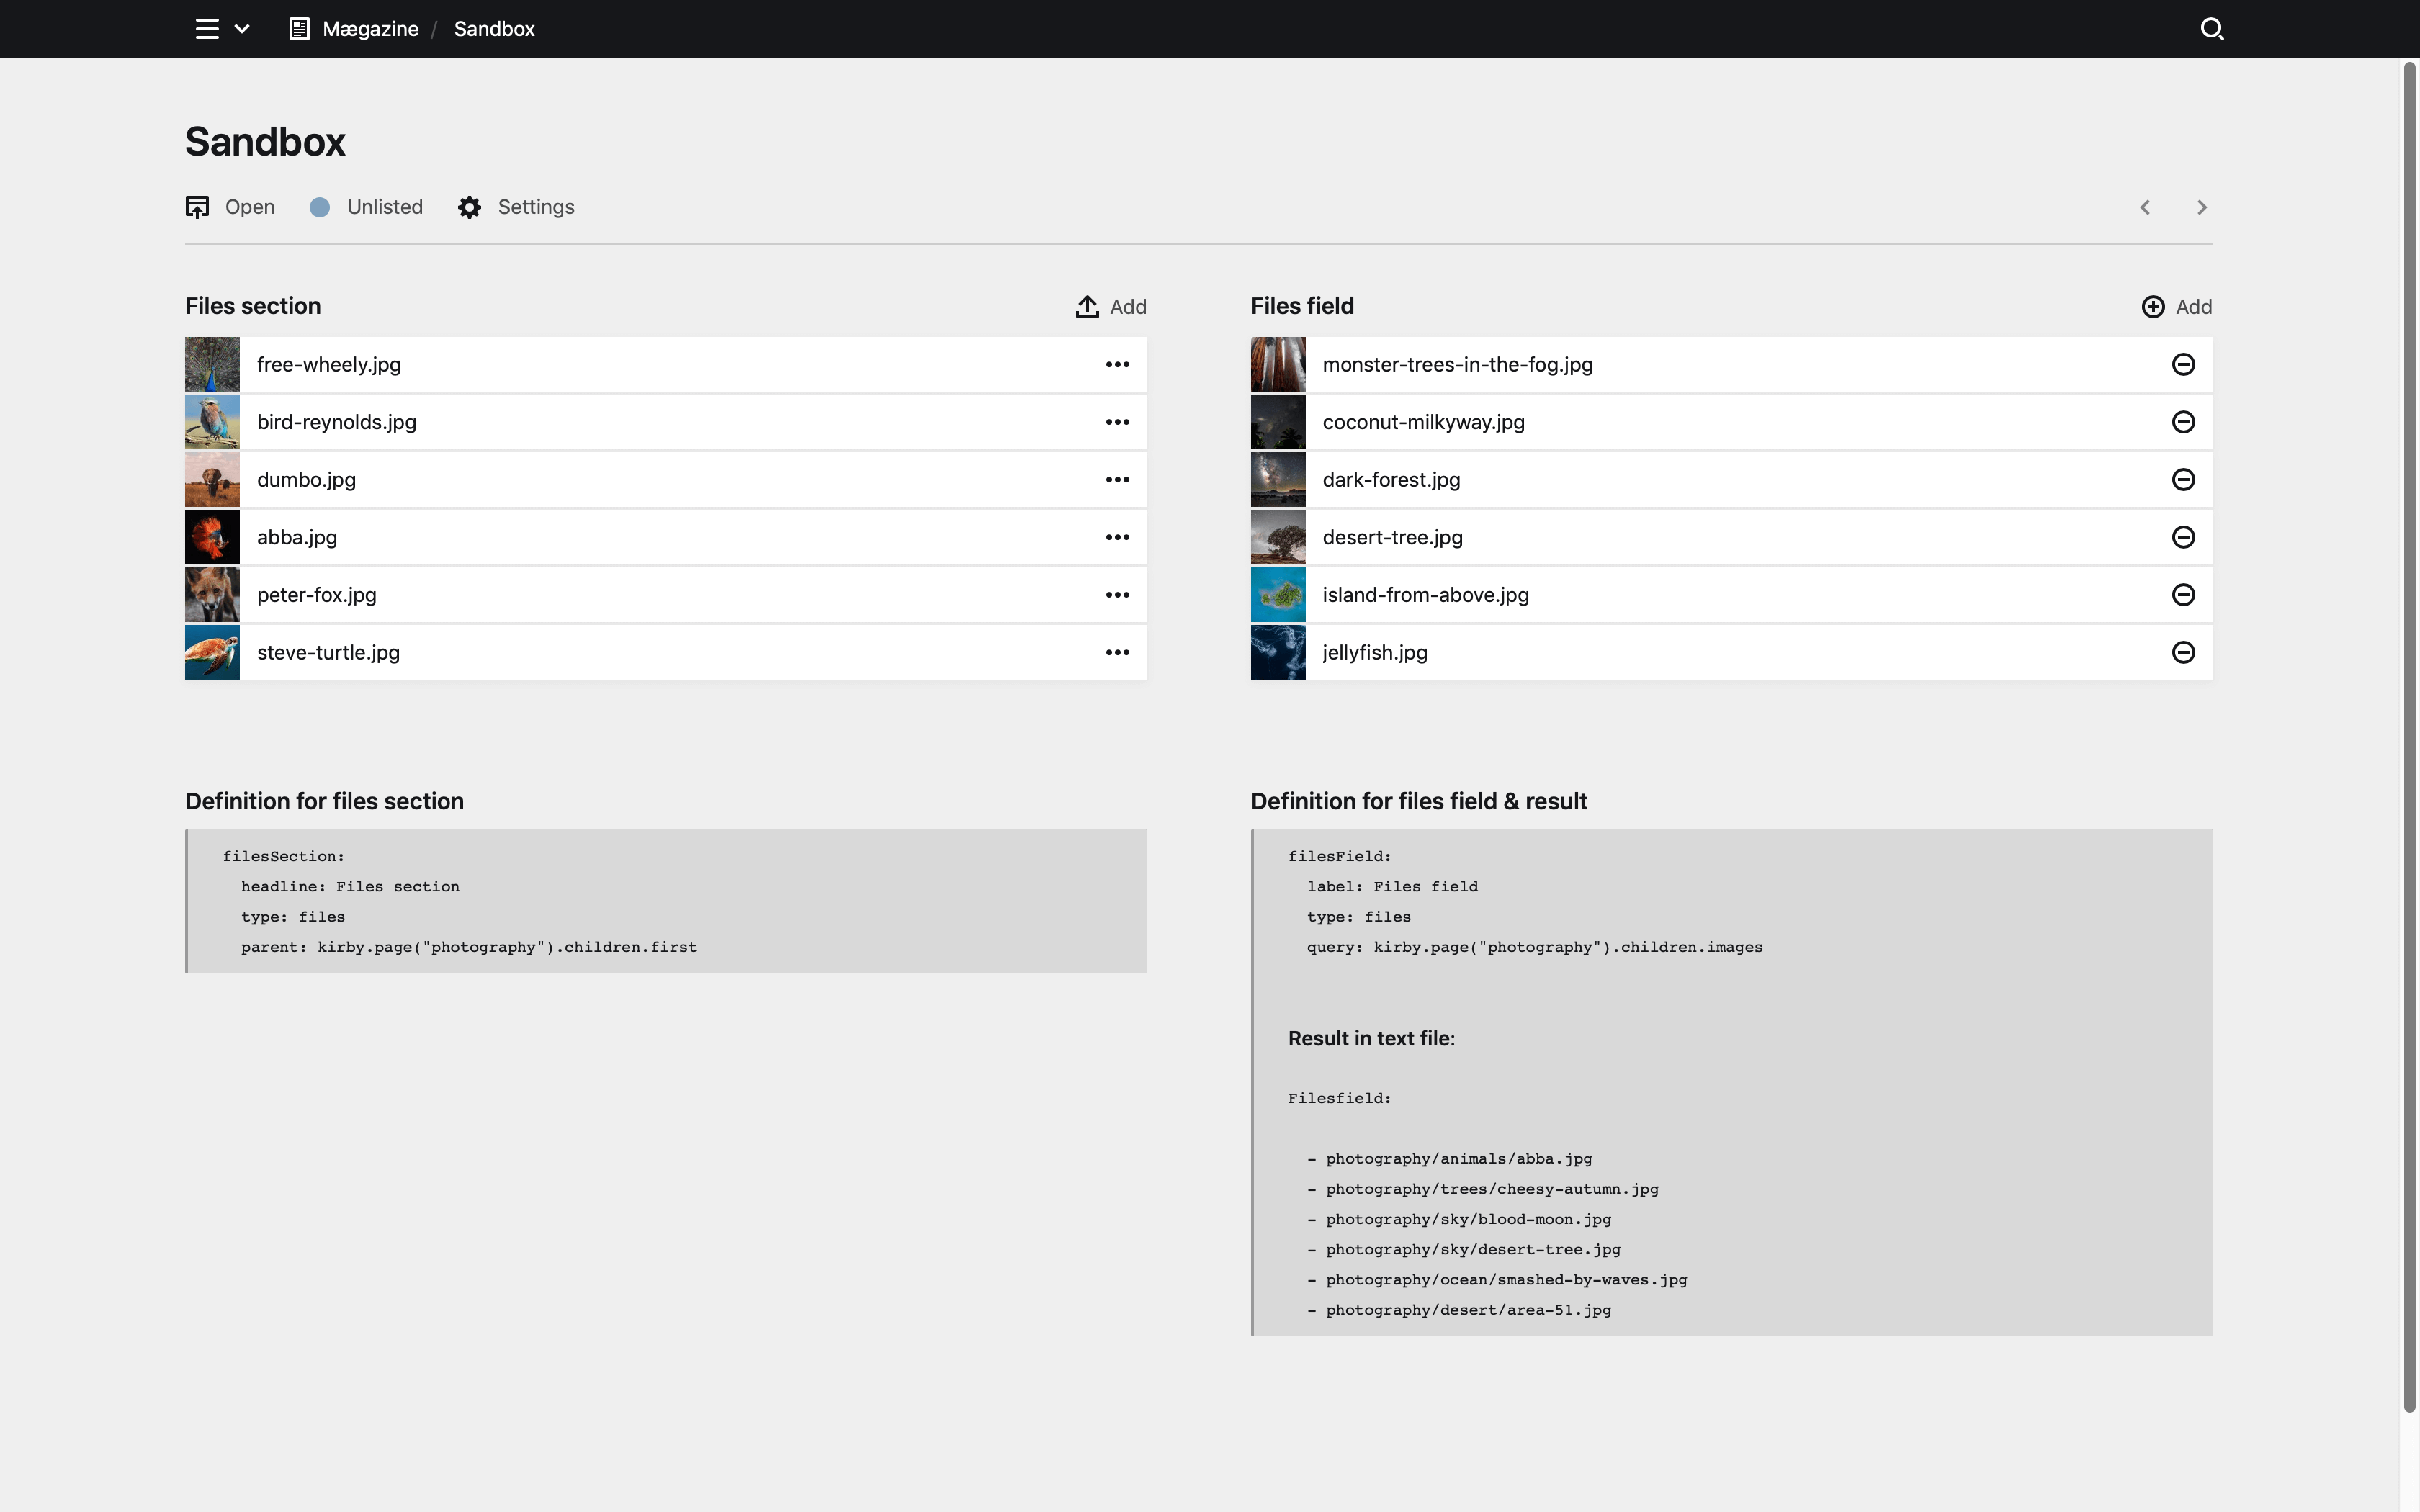 Mægazine / Sandbox
Sandbox
Open Unlisted Settings
Files section Add
free-wheely.jpg
bird-reynolds.jpg
dumbo.jpg
abba.jpg
peter-fox.jpg
steve-turtle.jpg
Files field Add
monster-trees-in-the-fog.jpg
coconut-milkyway.jpg
dark-forest.jpg
desert-tree.jpg
island-from-above.jpg
jellyfish.jpg
Definition for files section
filesSection:
headline: Files section
type: files
parent: kirby.page("photography").children.first
Definition for files field & result
filesField:
label: Files field
type: files
query: kirby.page("photography").children.images
Result in text file:
Filesfield:
- photography/animals/abba.jpg
- photography/trees/cheesy-autumn.jpg
- photography/sky/blood-moon.jpg
- photography/sky/desert-tree.jpg
- photography/ocean/smashed-by-waves.jpg
- photography/desert/area-51.jpg